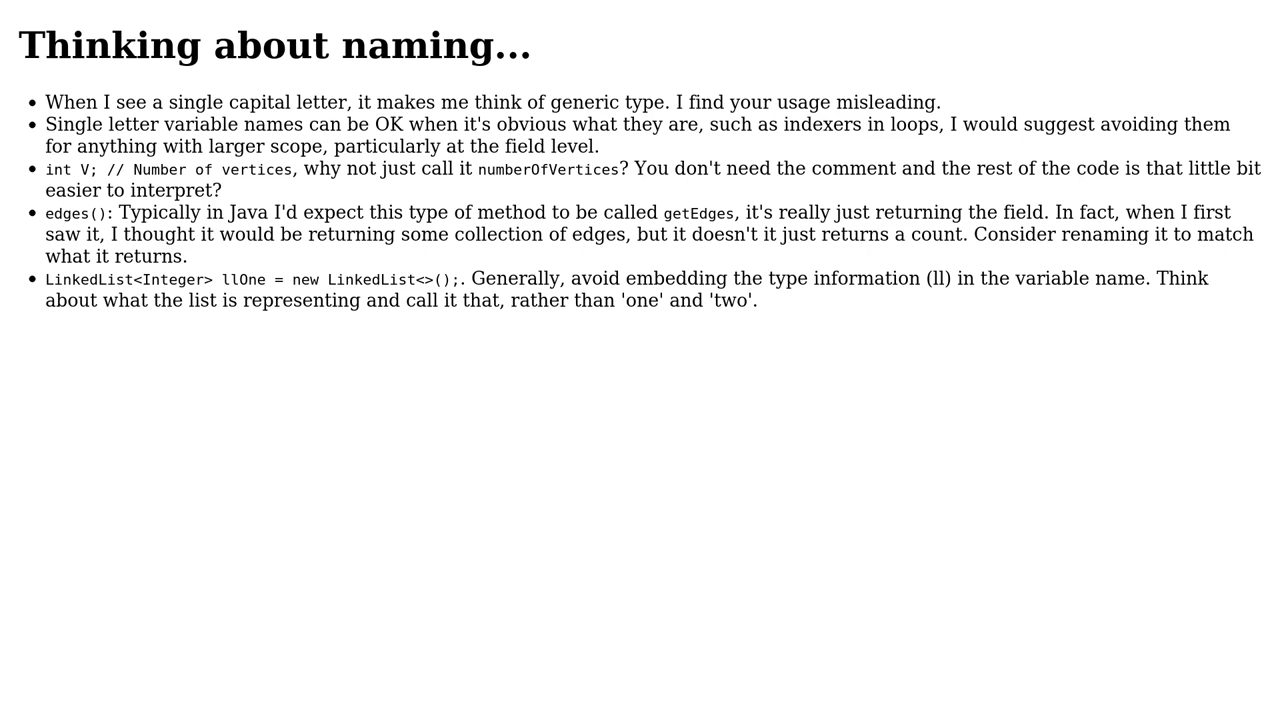 Thinking about naming...
• When I see a single capital letter, it makes me think of generic type. I find your usage misleading.
• Single letter variable names can be OK when it's obvious what they are, such as indexers in loops, I would suggest avoiding them
for anything with larger scope, particularly at the field level.
• int V; // Number of vertices, why not just call it numberOfVertices? You don't need the comment and the rest of the code is that little bit
easier to interpret?
• edges(): Typically in Java I'd expect this type of method to be called getEdges, it's really just returning the field. In fact, when I first
saw it, I thought it would be returning some collection of edges, but it doesn't it just returns a count. Consider renaming it to match
what it returns.
• LinkedList<Integer> llOne = new LinkedList<>();. Generally, avoid embedding the type information (ll) in the variable name. Think
about what the list is representing and call it that, rather than 'one' and 'two'.